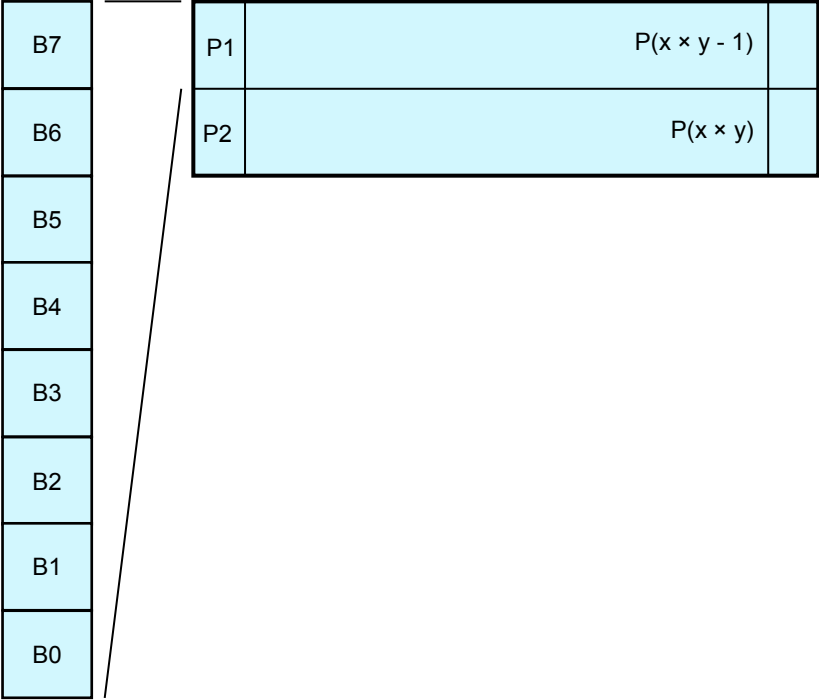 B7
P1
P(x × y - 1)
B6
P2
P(x × y)
B5
B4
B3
B2
B1
B0